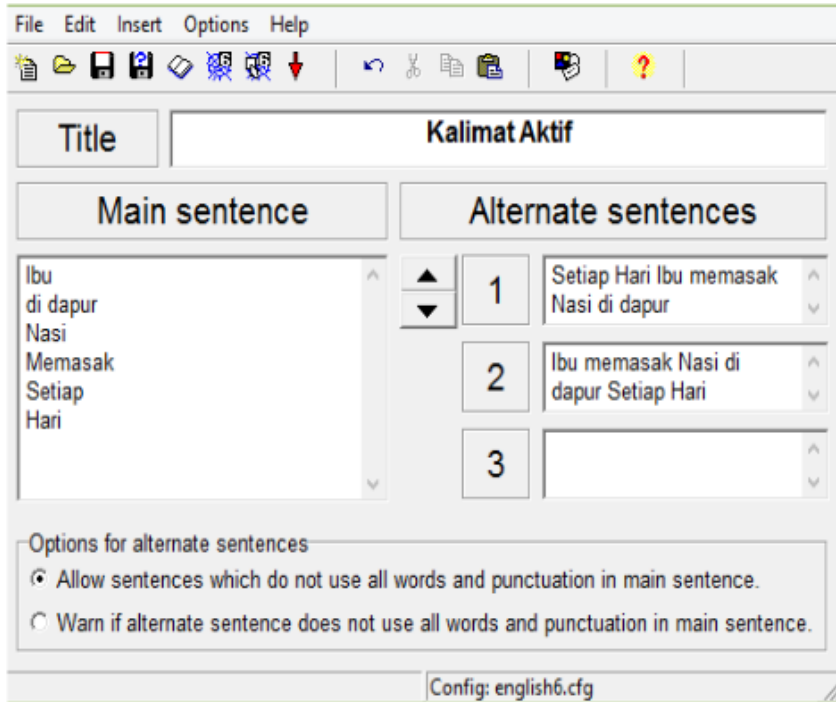 File Edit Insert Options Help
?
Title
Kalimat Aktif
Main sentence
Alternate sentences
Ibu
di dapur
Nasi
Memasak
Setiap
Hari
1
Setiap Hari Ibu memasak
Nasi di dapur
2
Ibu memasak Nasi di
dapur Setiap Hari
3
Options for alternate sentences
Allow sentences which do not use all words and punctuation in main sentence.
Warn if alternate sentence does not use all words and punctuation in main sentence.
Config: english6.cfg